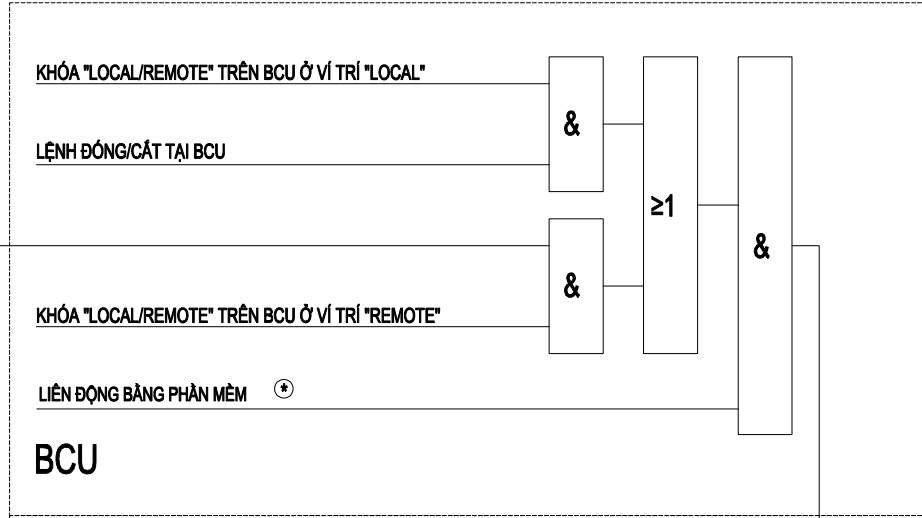 KHÓA "LOCAL/REMOTE" TRÊN BCU Ở VÍ TRÍ "LOCAL"
&
LỆNH ĐÓNG/CẮT TẠI BCU
≥1
&
&
KHÓA "LOCAL/REMOTE" TRÊN BCU Ở VÍ TRÍ "REMOTE"
LIÊN ĐỘNG BẰNG PHẦN MỀM *
BCU